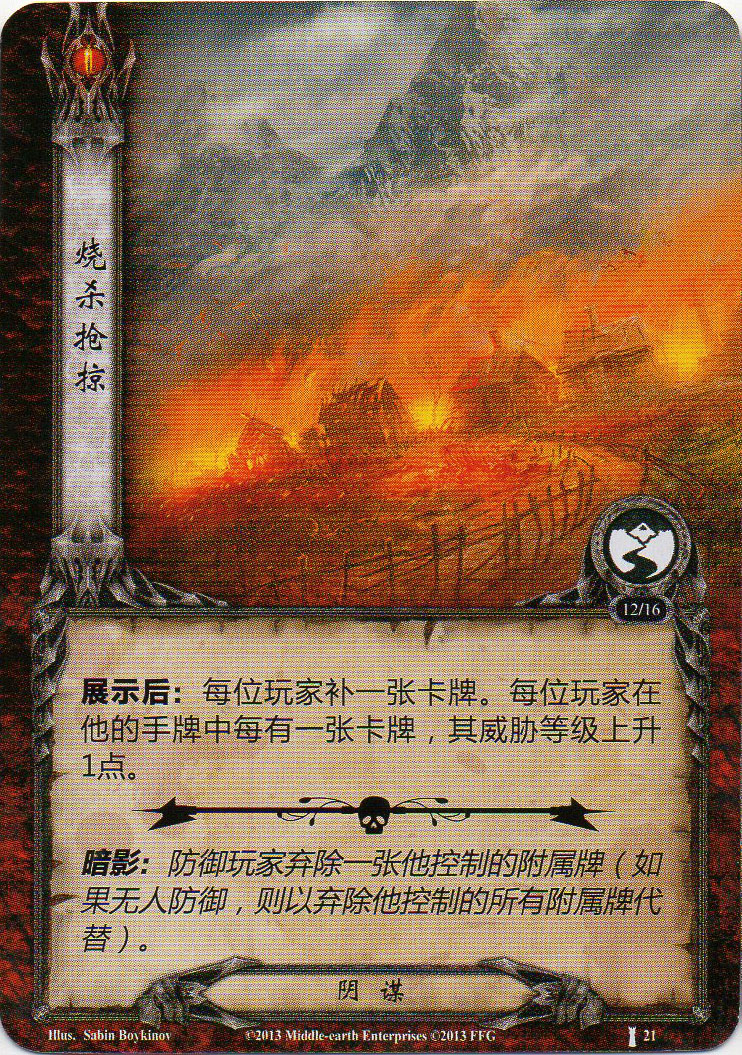 烧杀抢掠
12/16
展示后：每位玩家补一张卡牌。每位玩家在
他的手牌中每有一张卡牌，其威胁等级上升
1点。
暗影：防御玩家弃除一张他控制的附属牌（如
果无人防御，则以弃除他控制的所有附属牌代
替）。
阴谋
Illus. Sabin Boykinov
©2013 Middle-earth Enterprises ©2013 FFG
21